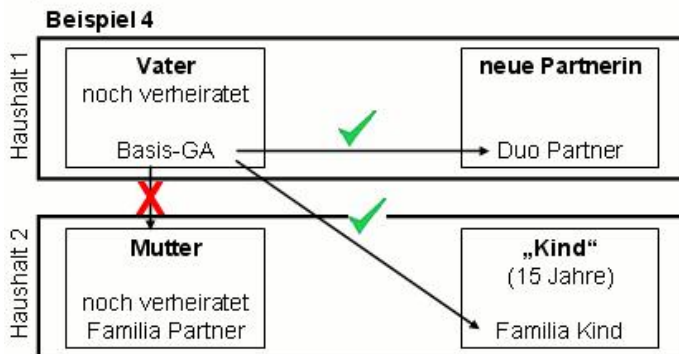 Beispiel 4
Haushalt 1
Vater
noch verheiratet
Basis-GA
neue Partnerin
Duo Partner
Haushalt 2
Mutter
noch verheiratet
Familia Partner
„Kind“
(15 Jahre)
Familia Kind